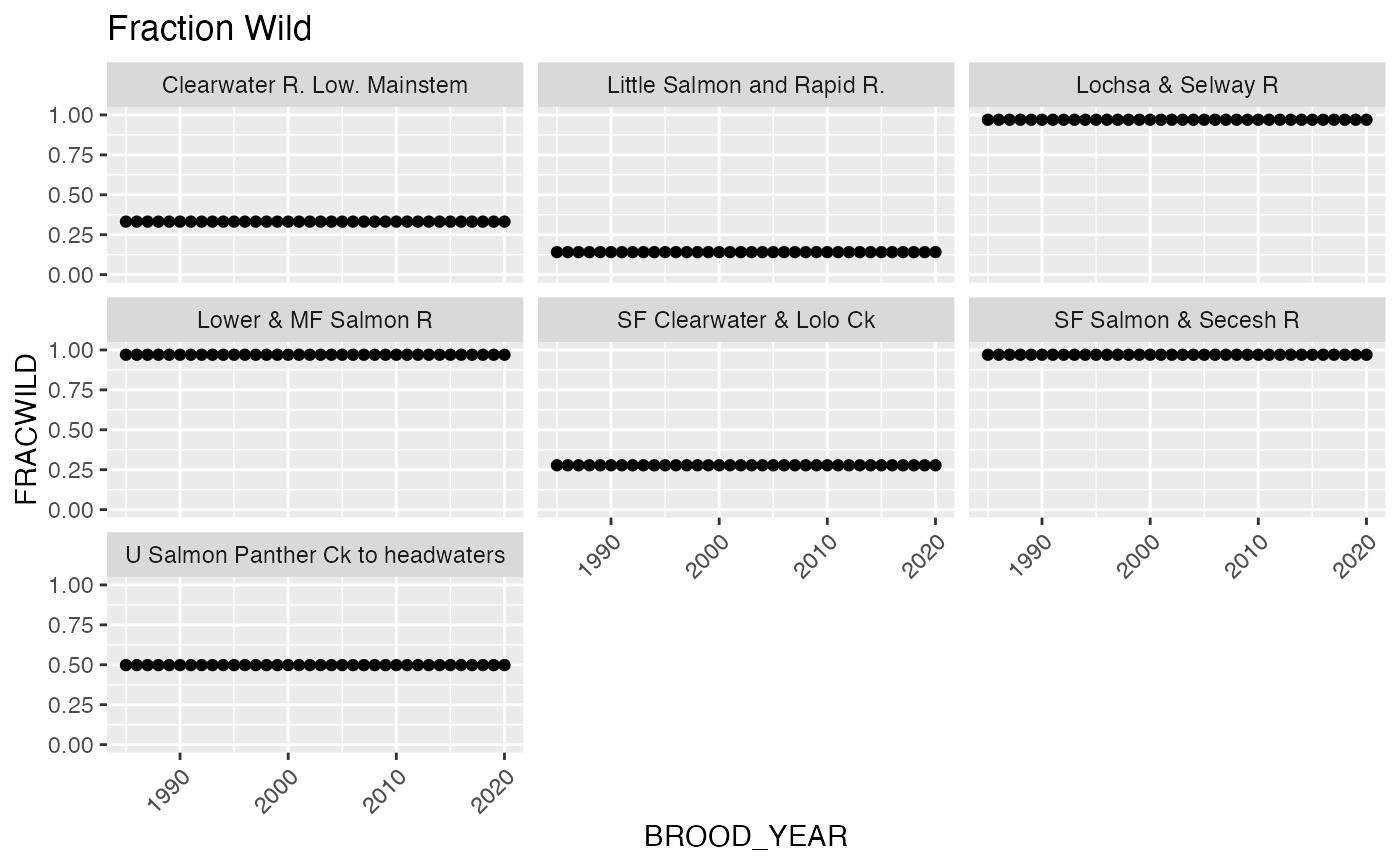 Fraction Wild
Clearwater R. Low. Mainstem
Little Salmon and Rapid R.
Lochsa & Selway R
1.00
0.75
0.50
0.25
0.00
Lower & MF Salmon R
SF Clearwater & Lolo Ck
SF Salmon & Secesh R
1.00
0.75
0.50
0.25
0.00
1990
2000
2010
2020
1990
2000
2010
2020
U Salmon Panther Ck to headwaters
1.00
0.75
0.50
0.25
0.00
1990
2000
2010
2020
FRACWILD
BROOD_YEAR